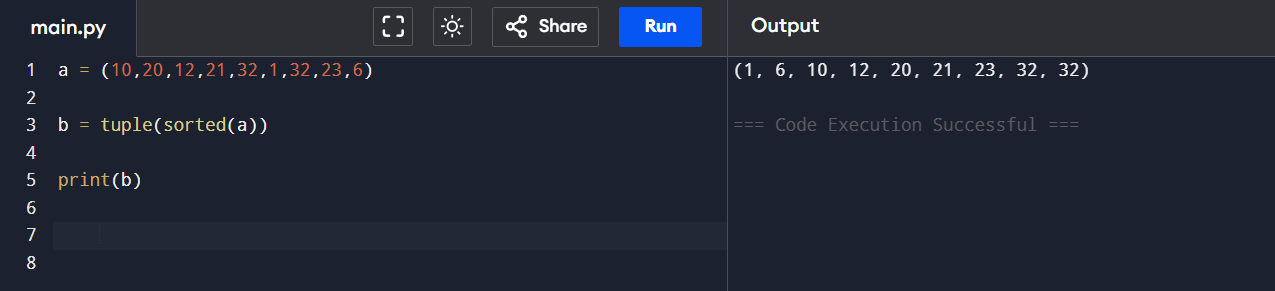 main.py Share Run Output
1 a = (10,20,12,21,32,1,32,23,6)
2
3 b = tuple(sorted(a))
4
5 print(b)
6
7
8
(1, 6, 10, 12, 20, 21, 23, 32, 32)
=== Code Execution Successful ===